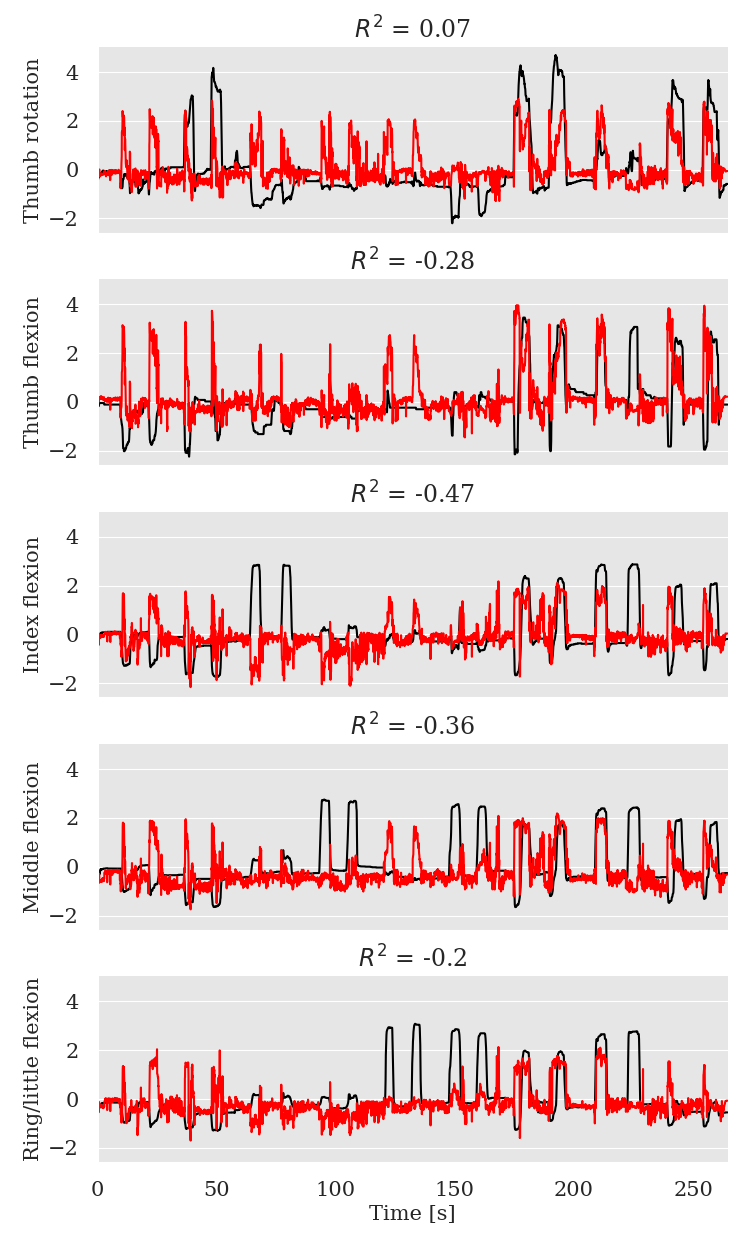 R² = 0.07
Thumb rotation
4
2
0
−2
R² = -0.28
Thumb flexion
4
2
0
−2
R² = -0.47
Index flexion
4
2
0
−2
R² = -0.36
Middle flexion
4
2
0
−2
R² = -0.2
Ring/little flexion
4
2
0
−2
0 50 100 150 200 250
Time [s]